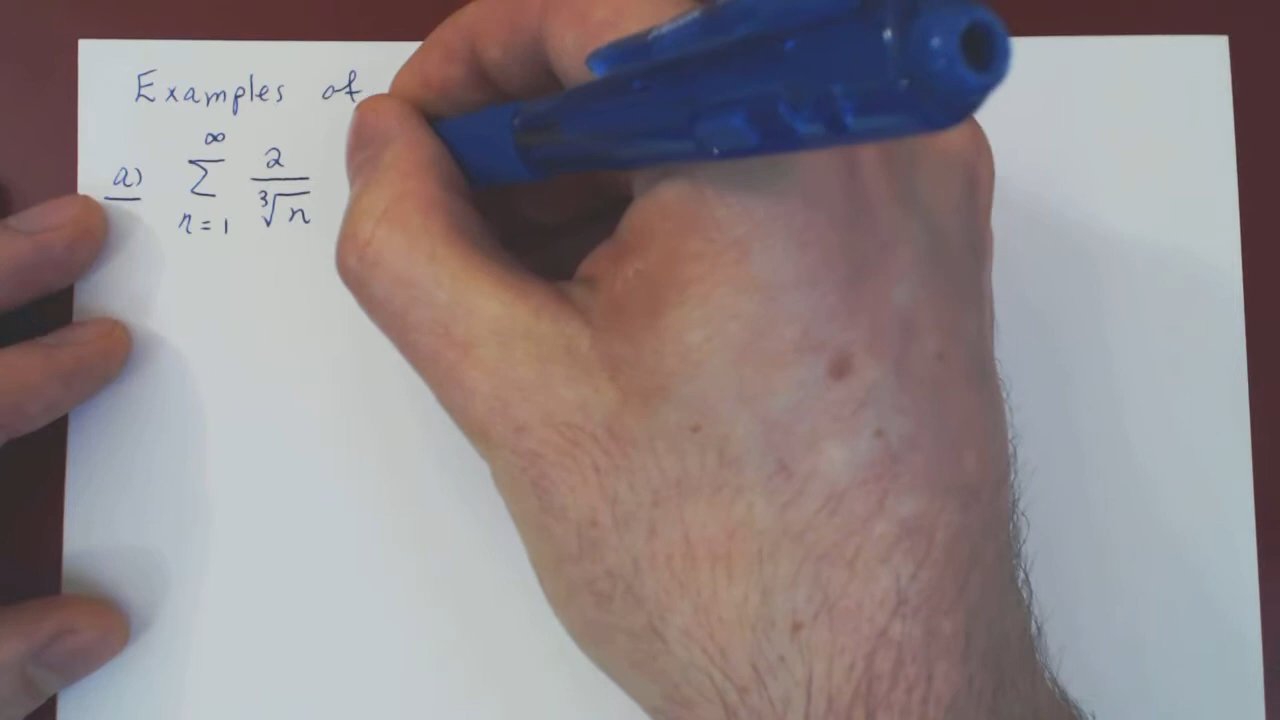 Examples of
a) ∞ ∑ n=1 2/∛n